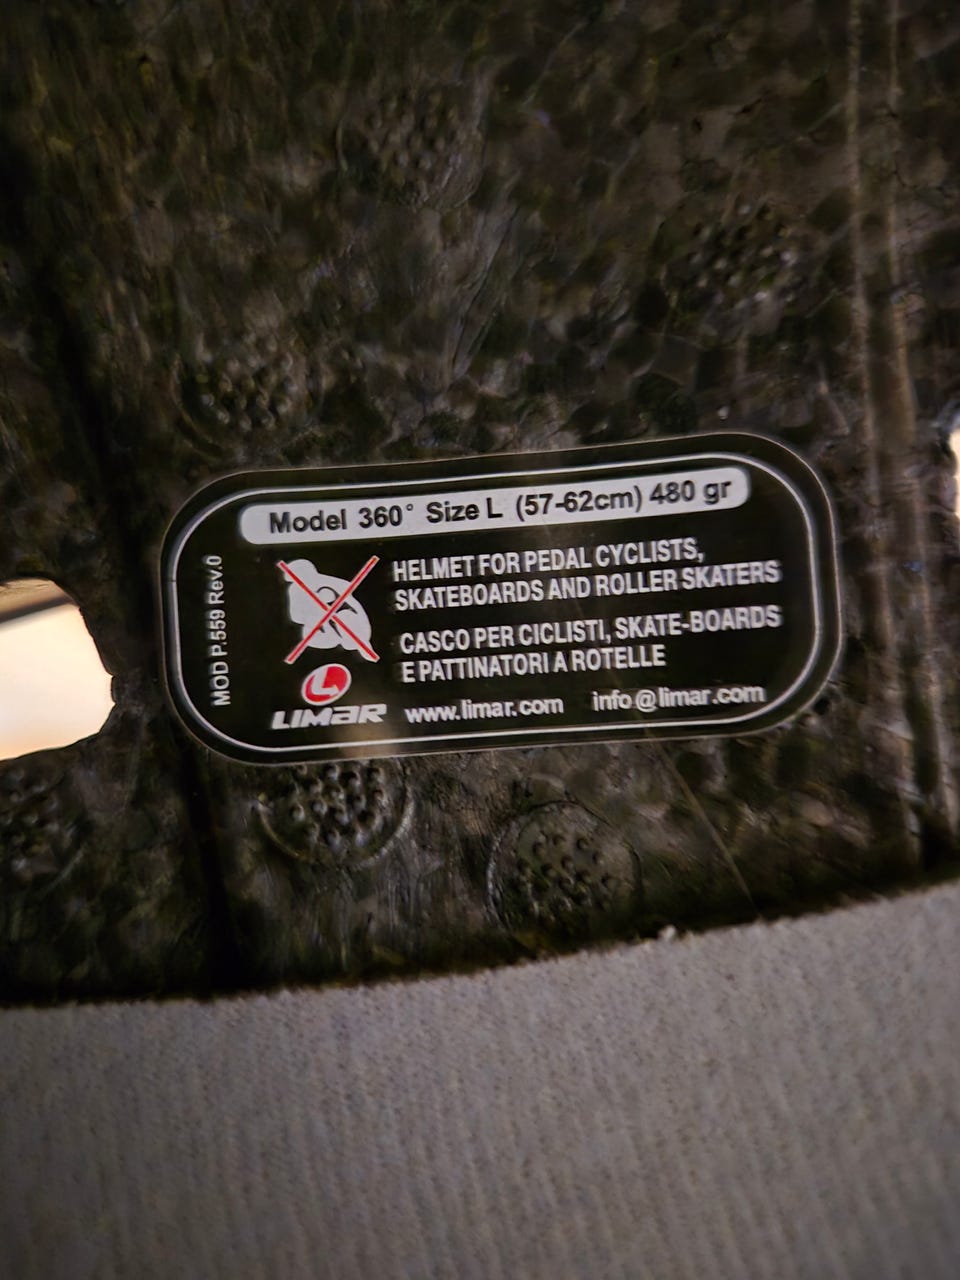 Model 360° Size L (57-62cm) 480 gr
MOD P.559 Rev.0
HELMET FOR PEDAL CYCLISTS,
SKATEBOARDS AND ROLLER SKATERS
CASCO PER CICLISTI, SKATE-BOARDS
E PATTINATORI A ROTELLE
LIMAR www.limar.com info@limar.com